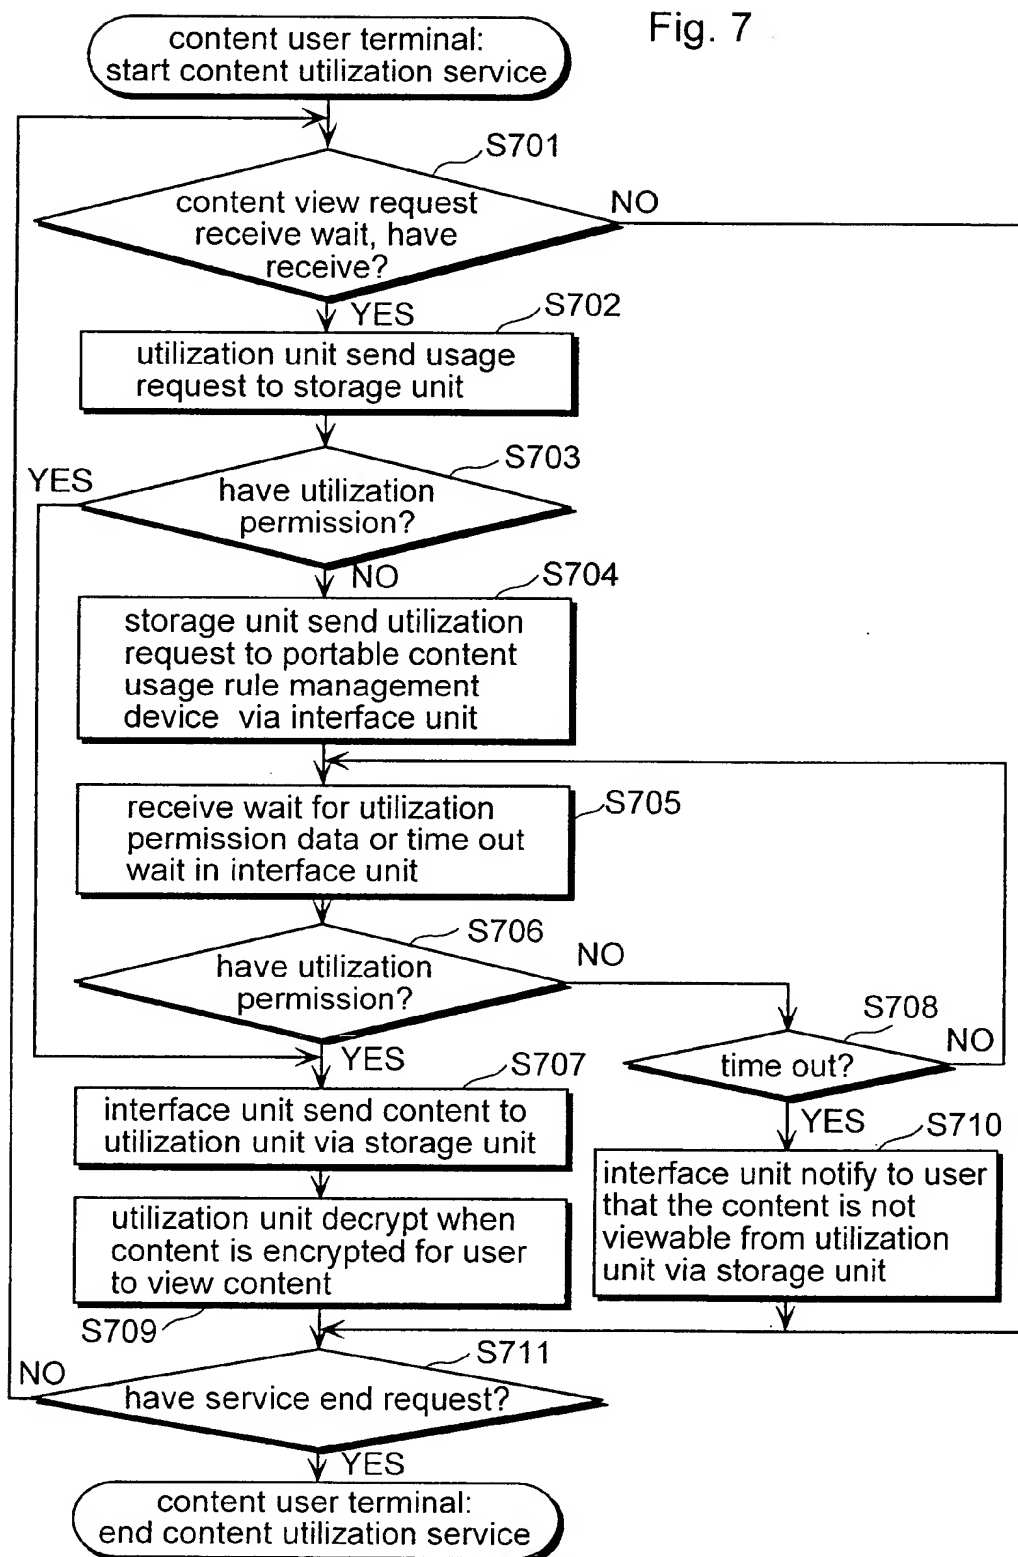 Fig. 7
content user terminal:
start content utilization service
S701
content view request
receive wait, have
receive?
NO
YES
S702
utilization unit send usage
request to storage unit
S703
YES
have utilization
permission?
NO
S704
storage unit send utilization
request to portable content
usage rule management
device via interface unit
S705
receive wait for utilization
permission data or time out
wait in interface unit
S706
have utilization
permission?
NO
YES
S708
time out?
NO
YES
S707
interface unit send content to
utilization unit via storage unit
S710
interface unit notify to user
that the content is not
viewable from utilization
unit via storage unit
utilization unit decrypt when
content is encrypted for user
to view content
S709
S711
NO
have service end request?
YES
content user terminal:
end content utilization service